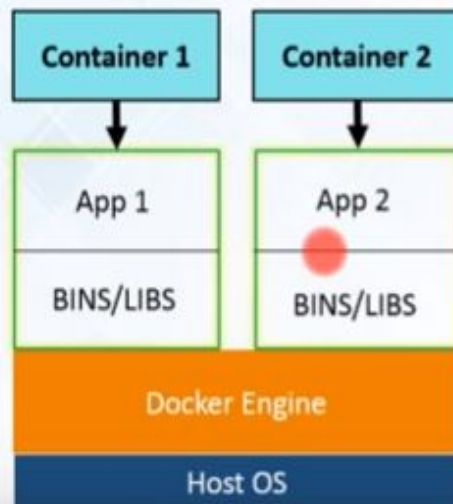 Container 1
Container 2
App 1
App 2
BINS/LIBS
BINS/LIBS
Docker Engine
Host OS